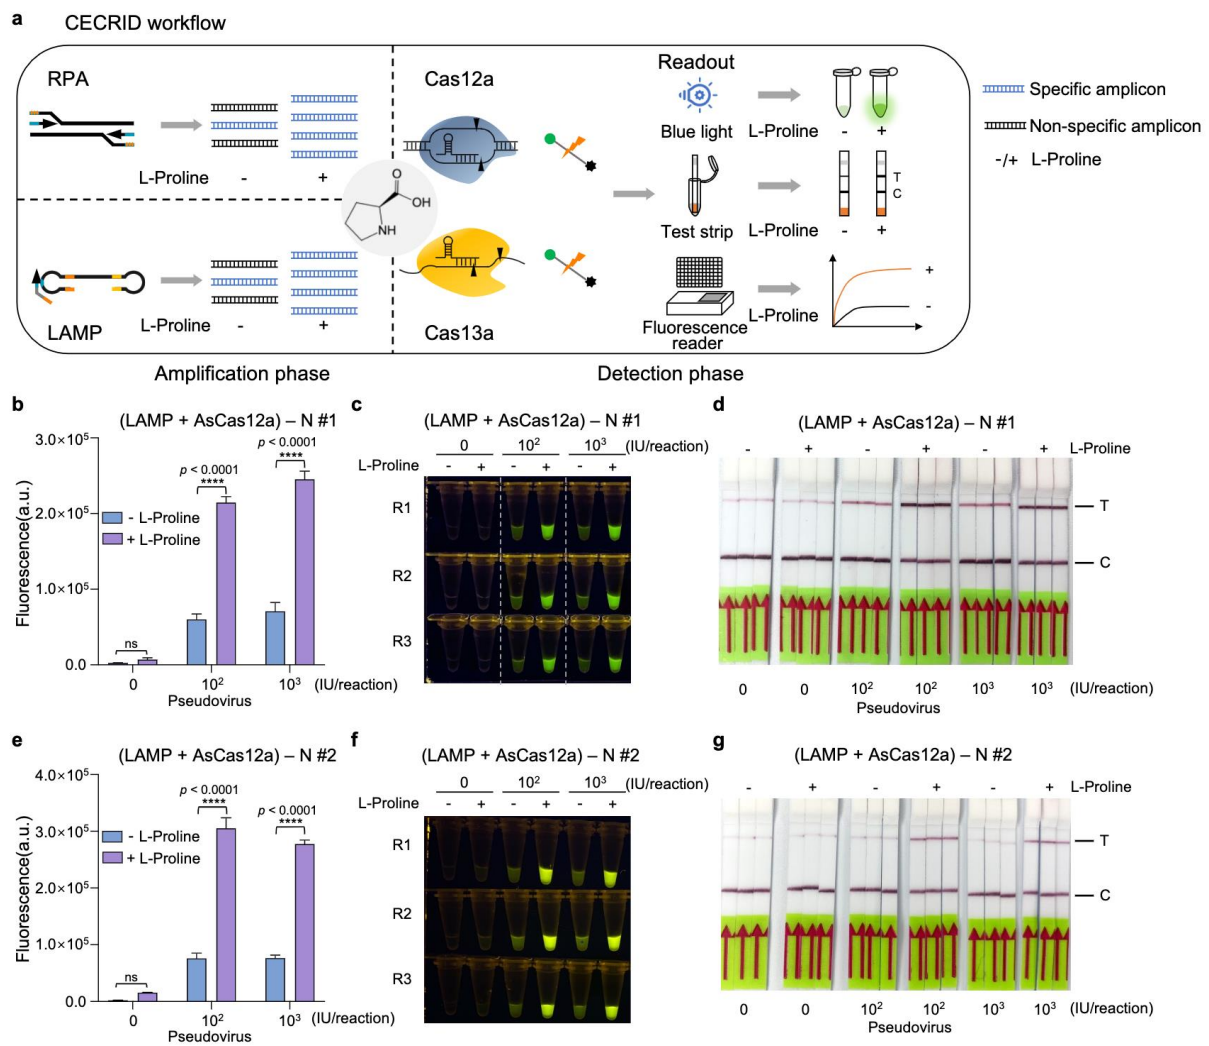 a
CECRID workflow
RPA
L-Proline - +
LAMP
L-Proline - +
O
OH
NH
Cas12a
Cas13a
Readout
Blue light L-Proline - +
T
C
Test strip L-Proline - +
Fluorescence
reader
L-Proline
+
-
Specific amplicon
Non-specific amplicon
-/+ L-Proline
Amplification phase
Detection phase
b
(LAMP + AsCas12a) – N #1
Fluorescence(a.u.)
3.0×10⁵
2.0×10⁵
1.0×10⁵
0.0
- L-Proline
+ L-Proline
ns
p < 0.0001
****
p < 0.0001
****
0 10² 10³ (IU/reaction)
Pseudovirus
c
(LAMP + AsCas12a) – N #1
0 10² 10³ (IU/reaction)
L-Proline - + - + - +
R1
R2
R3
d
(LAMP + AsCas12a) – N #1
- + - + - + L-Proline
T
C
0 0 10² 10² 10³ 10³ (IU/reaction)
Pseudovirus
e
(LAMP + AsCas12a) – N #2
Fluorescence(a.u.)
4.0×10⁵
3.0×10⁵
2.0×10⁵
1.0×10⁵
0.0
- L-Proline
+ L-Proline
ns
p < 0.0001
****
p < 0.0001
****
0 10² 10³ (IU/reaction)
Pseudovirus
f
(LAMP + AsCas12a) – N #2
0 10² 10³ (IU/reaction)
L-Proline - + - + - +
R1
R2
R3
g
(LAMP + AsCas12a) – N #2
- + - + - + L-Proline
T
C
0 0 10² 10² 10³ 10³ (IU/reaction)
Pseudovirus